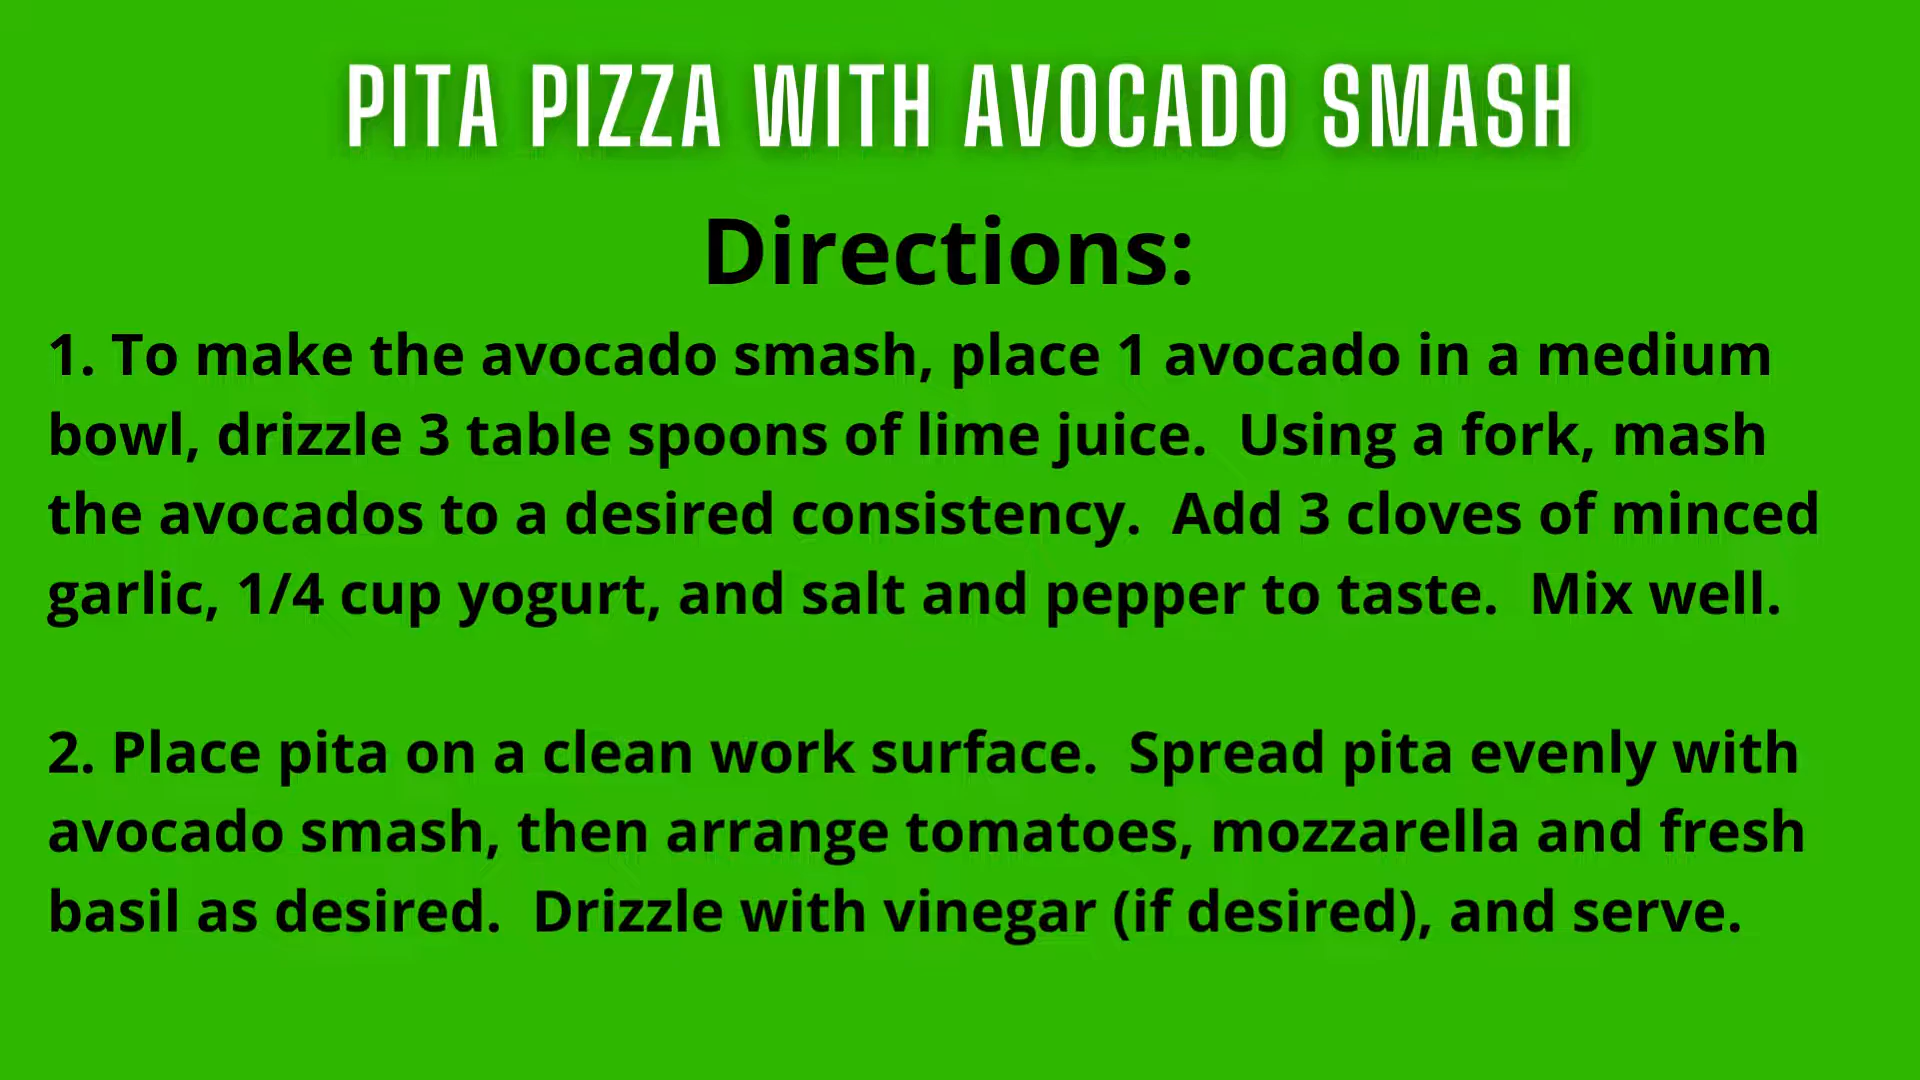 PITA PIZZA WITH AVOCADO SMASH
Directions:
1. To make the avocado smash, place 1 avocado in a medium
bowl, drizzle 3 table spoons of lime juice.  Using a fork, mash
the avocados to a desired consistency.  Add 3 cloves of minced
garlic, 1/4 cup yogurt, and salt and pepper to taste.  Mix well.
2. Place pita on a clean work surface.  Spread pita evenly with
avocado smash, then arrange tomatoes, mozzarella and fresh
basil as desired.  Drizzle with vinegar (if desired), and serve.